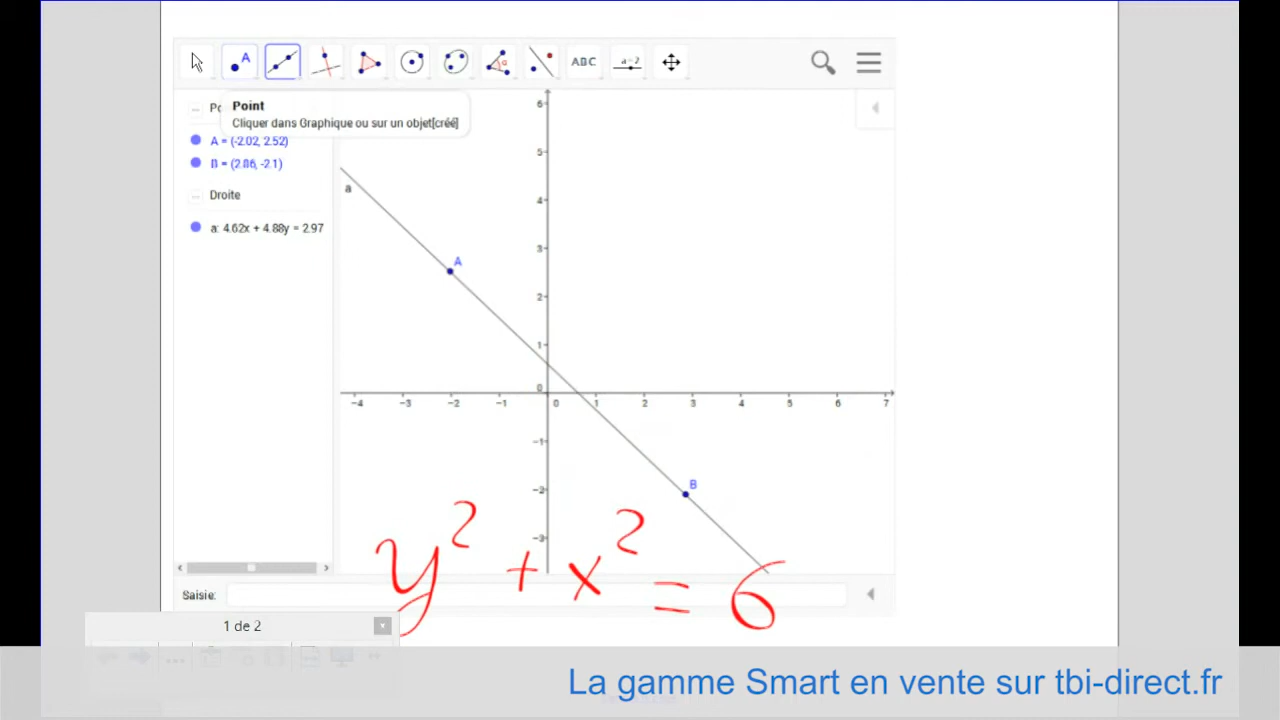 A
ABC
a=2
Po
Point
Cliquer dans Graphique ou sur un objet[créé]
A = (-2.02, 2.52)
B = (2.86, -2.1)
Droite
a: 4.62x + 4.88y = 2.97
a
A
B
6
5
4
3
2
1
0
-1
-2
-3
-4 -3 -2 -1 0 1 2 3 4 5 6 7
y² + x² = 6
Saisie:
1 de 2
La gamme Smart en vente sur tbi-direct.fr